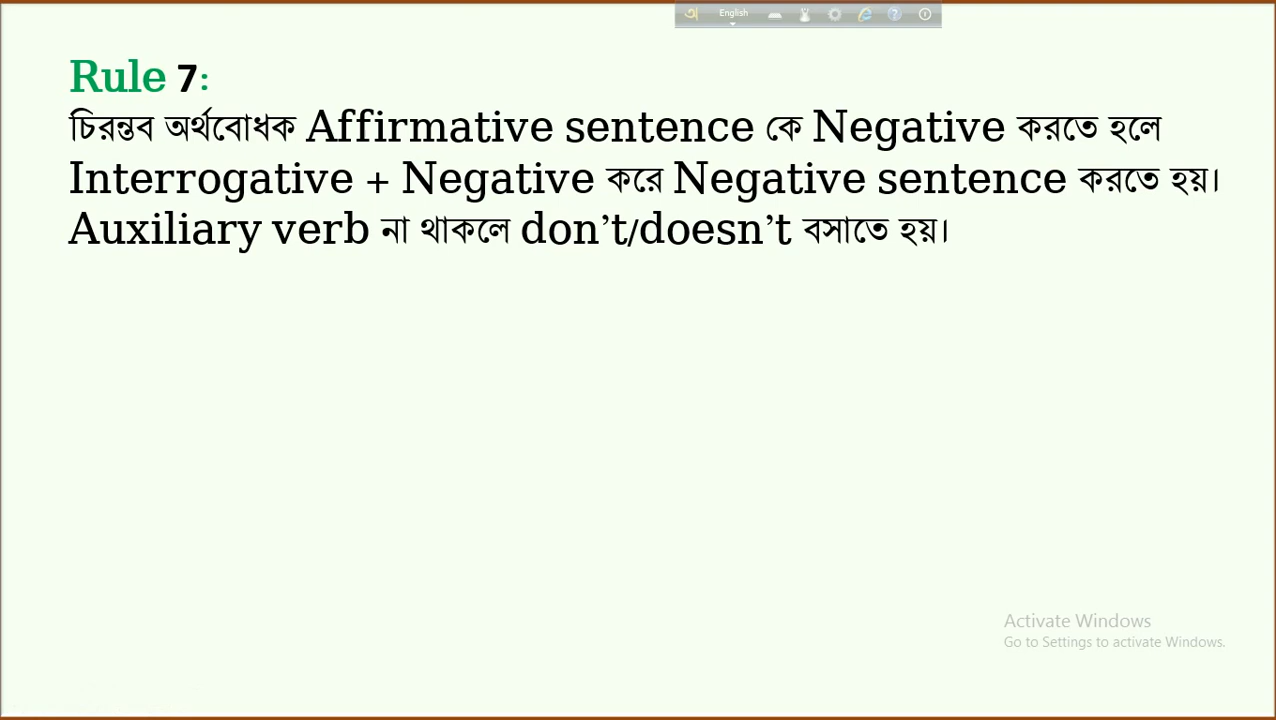 অ English
Rule 7:
চিরন্তব অর্থবোধক Affirmative sentence কে Negative করতে হলে
Interrogative + Negative করে Negative sentence করতে হয়।
Auxiliary verb না থাকলে don’t/doesn’t বসাতে হয়।
Activate Windows
Go to Settings to activate Windows.